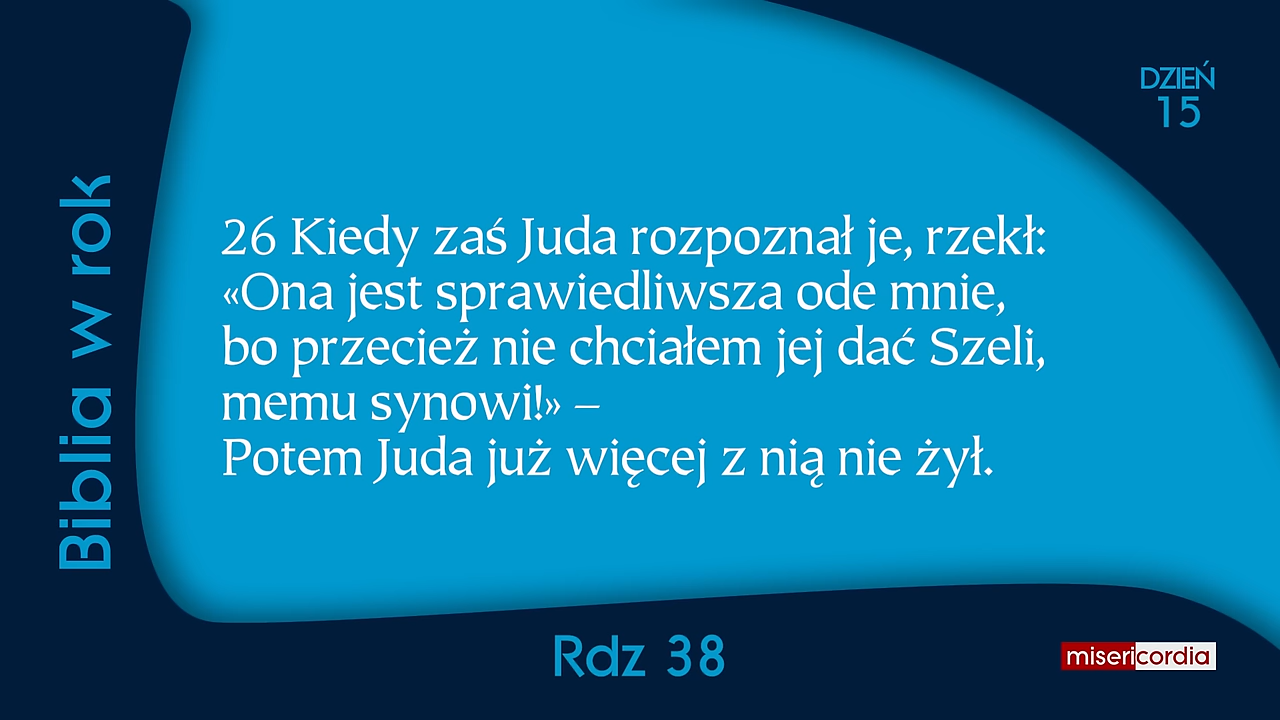 DZIEŃ
15
Biblia w rok
26 Kiedy zaś Juda rozpoznał je, rzekł:
«Ona jest sprawiedliwsza ode mnie,
bo przecież nie chciałem jej dać Szeli,
memu synowi!» –
Potem Juda już więcej z nią nie żył.
Rdz 38
misericordia